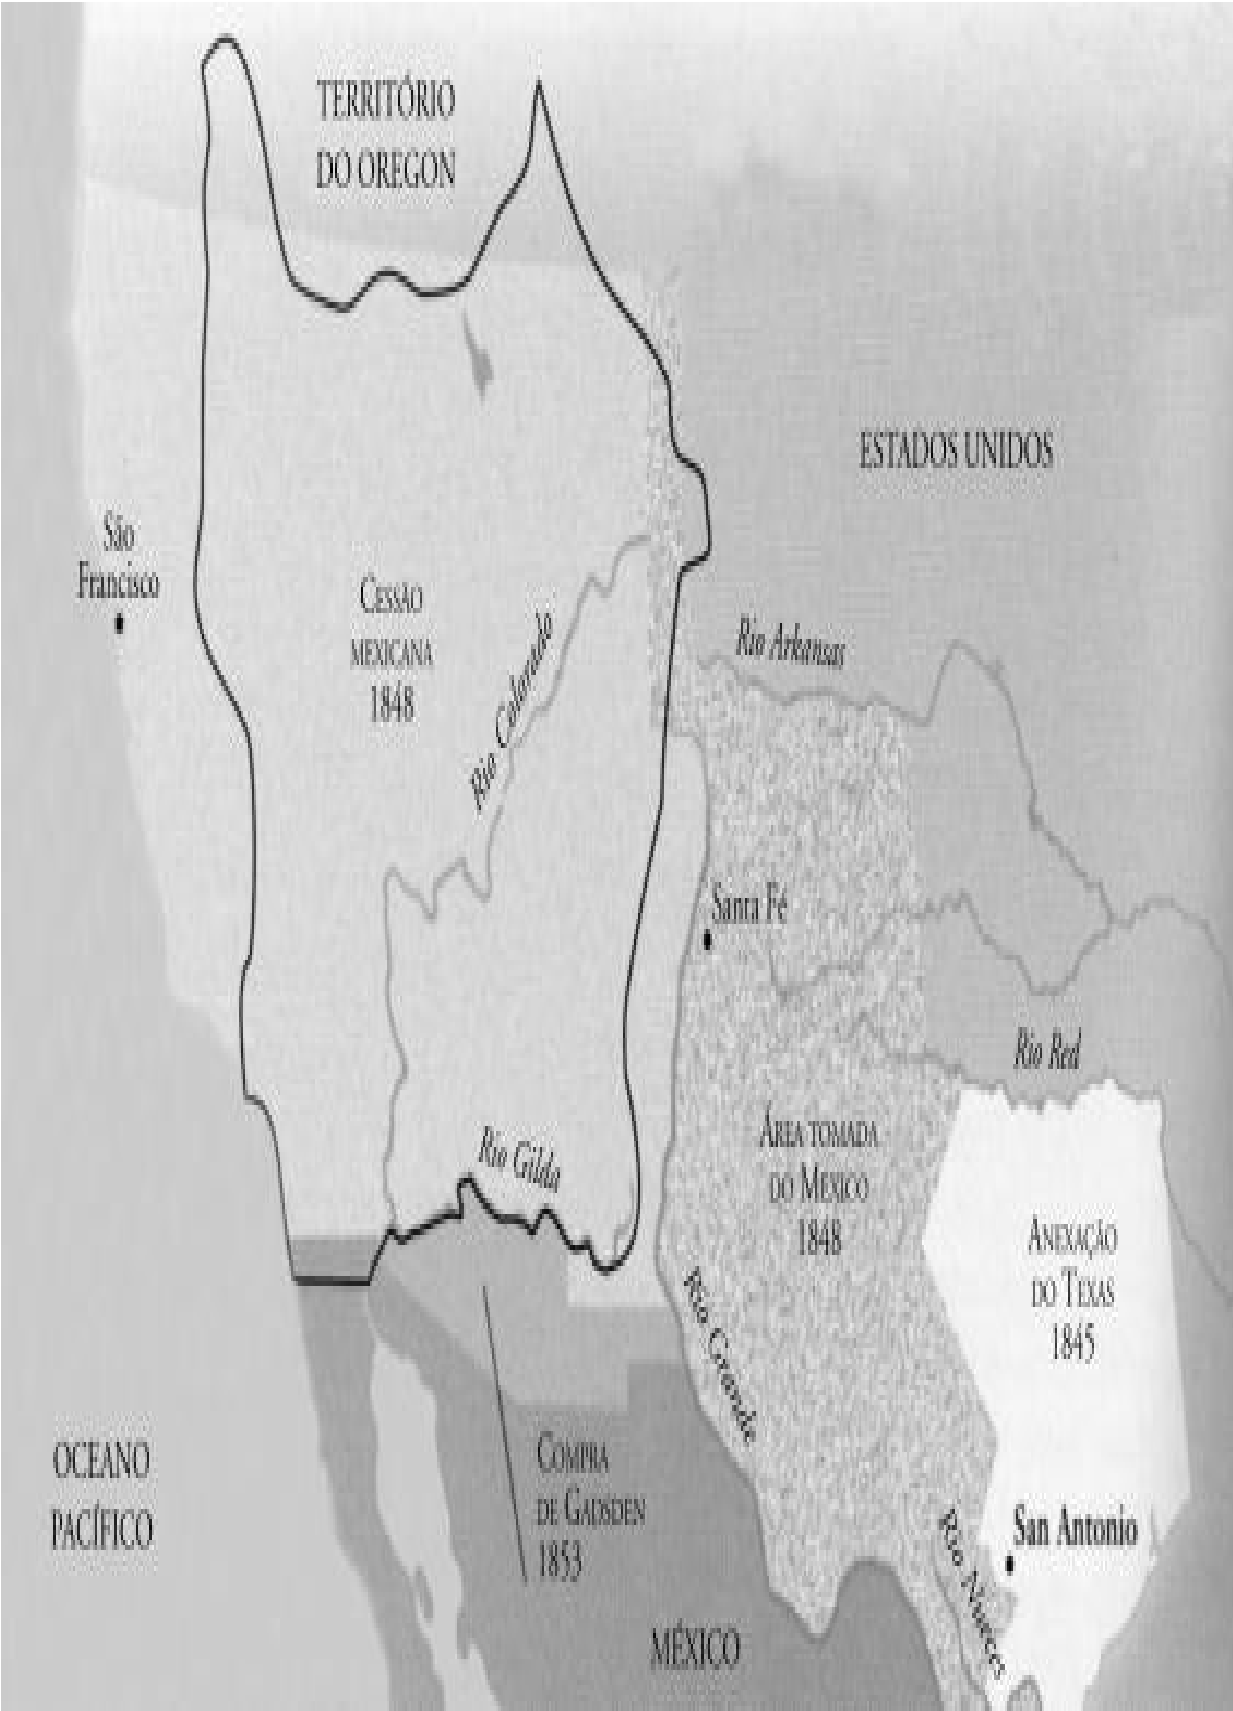 TERRITÓRIO
DO OREGON
ESTADOS UNIDOS
São
Francisco
CESSÃO
MEXICANA
1848
Rio Colorado
Rio Arkansas
Santa Fé
Rio Red
Rio Gilda
ÁREA TOMADA
DO MÉXICO
1848
ANEXAÇÃO
DO TEXAS
1845
Rio Grande
OCEANO
PACÍFICO
COMPRA
DE GADSDEN
1853
San Antonio
Rio Nueces
MÉXICO